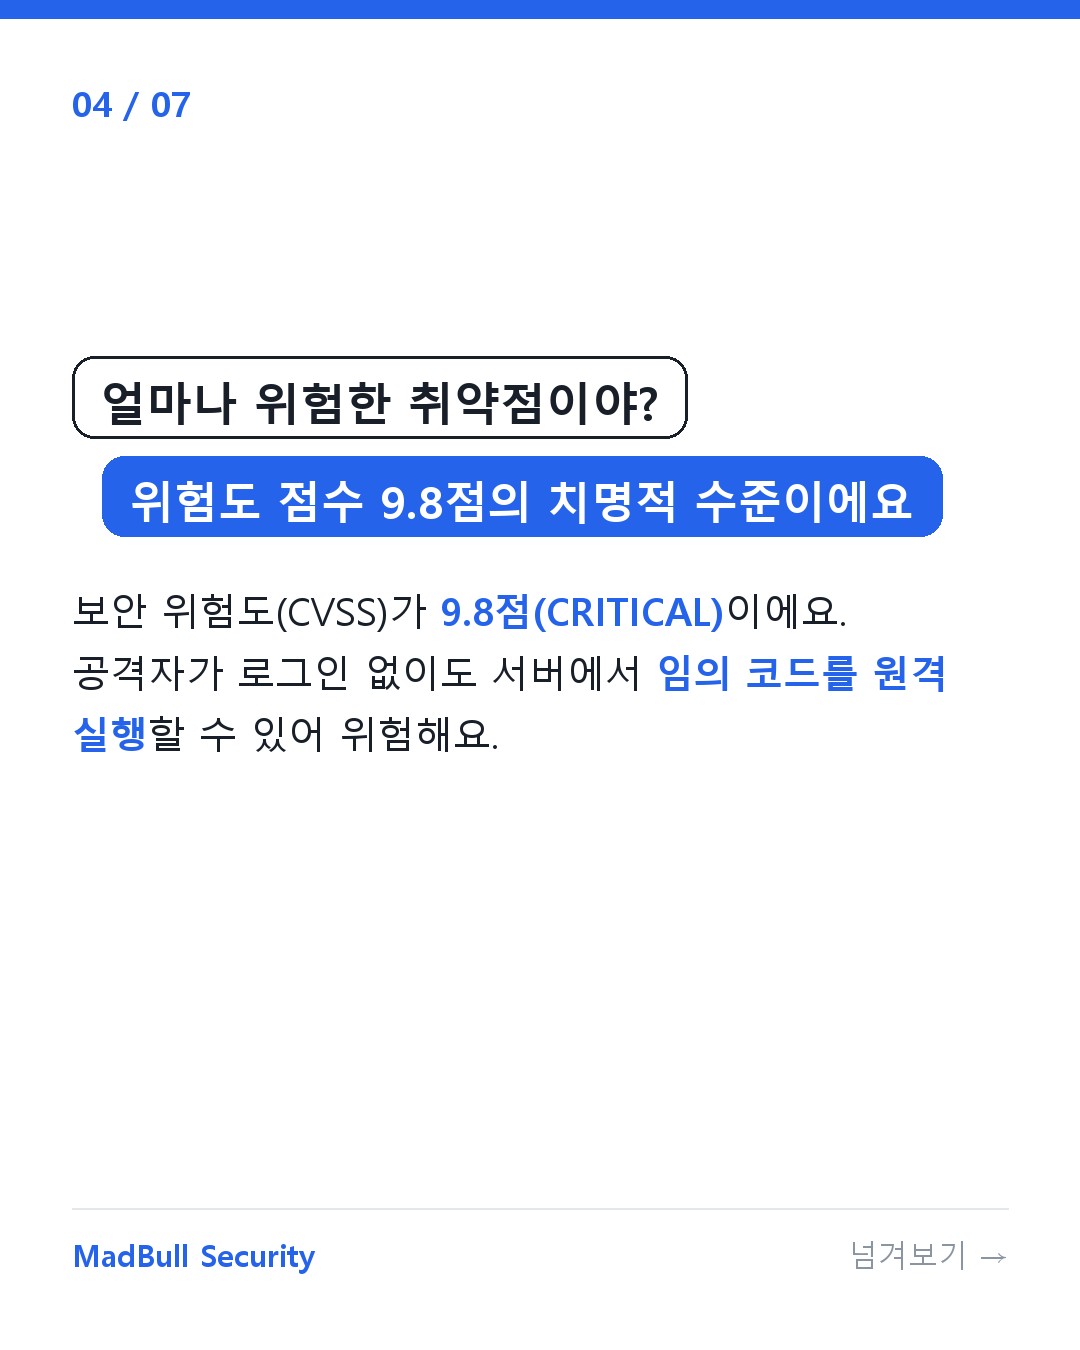 04 / 07
얼마나 위험한 취약점이야?
위험도 점수 9.8점의 치명적 수준이에요
보안 위험도(CVSS)가 9.8점(CRITICAL)이에요.
공격자가 로그인 없이도 서버에서 임의 코드를 원격
실행할 수 있어 위험해요.
MadBull Security
넘겨보기 →